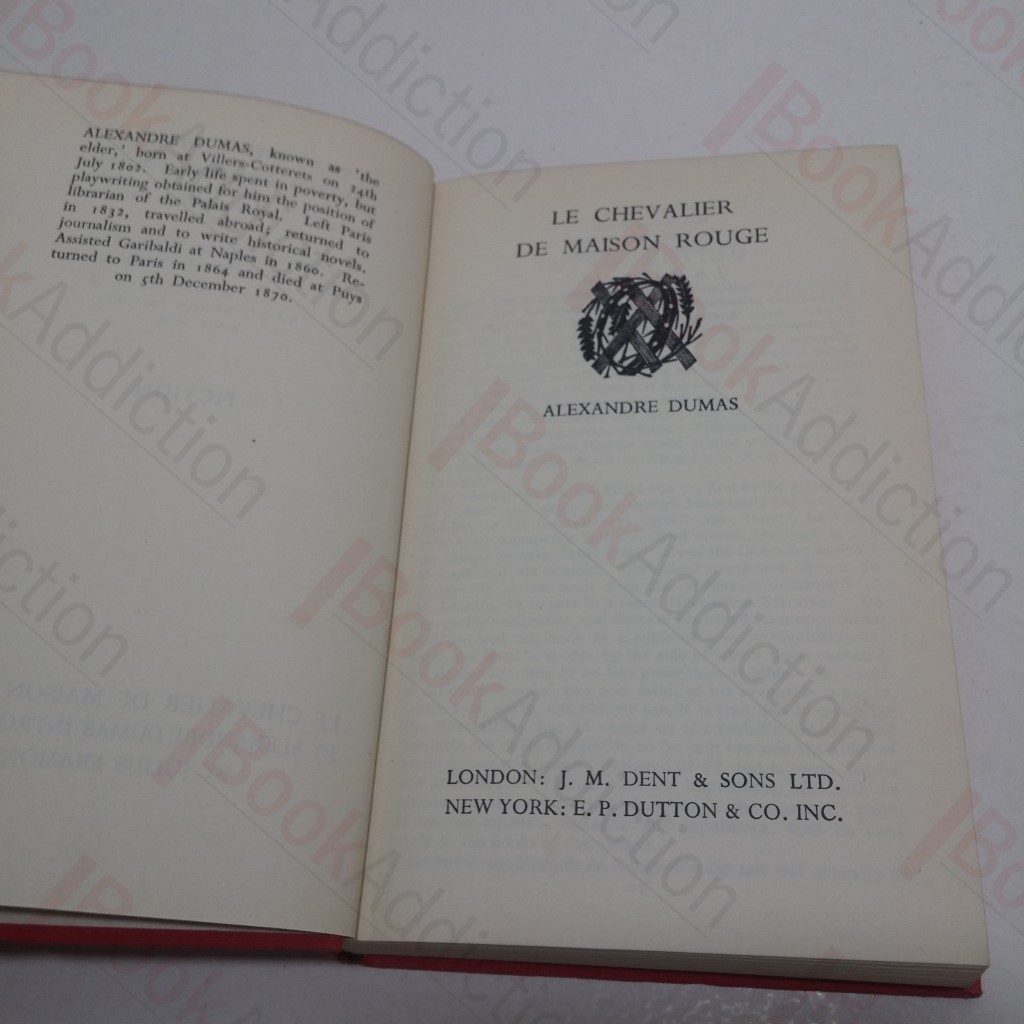 ALEXANDRE DUMAS, known as 'the
elder,' born at Villers-Cotterets on 24th
July 1802. Early life spent in poverty, but
playwriting obtained for him the position of
librarian of the Palais Royal. Left Paris
in 1832, travelled abroad; returned to
journalism and to write historical novels.
Assisted Garibaldi at Naples in 1860. Re-
turned to Paris in 1864 and died at Puys
on 5th December 1870.
LE CHEVALIER
DE MAISON ROUGE
ALEXANDRE DUMAS
LONDON: J. M. DENT & SONS LTD.
NEW YORK: E. P. DUTTON & CO. INC.
BookAddiction